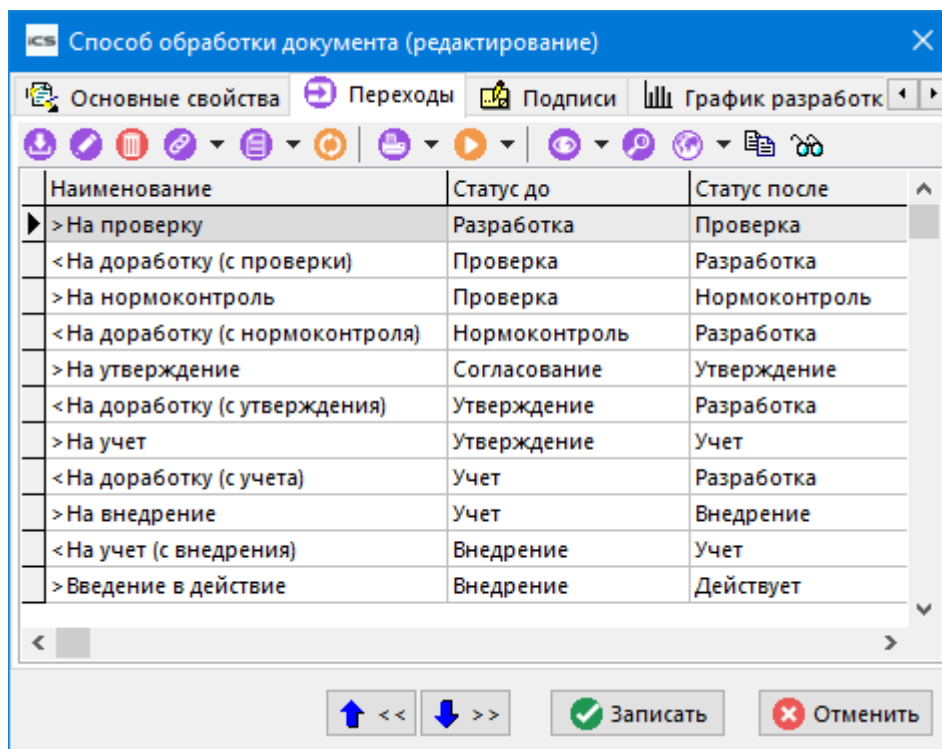 iCS Способ обработки документа (редактирование)
Основные свойства Переходы Подписи График разработк
Наименование Статус до Статус после
>На проверку Разработка Проверка
<На доработку (с проверки) Проверка Разработка
>На нормоконтроль Проверка Нормоконтроль
<На доработку (с нормоконтроля) Нормоконтроль Разработка
>На утверждение Согласование Утверждение
<На доработку (с утверждения) Утверждение Разработка
>На учет Утверждение Учет
<На доработку (с учета) Учет Разработка
>На внедрение Учет Внедрение
<На учет (с внедрения) Внедрение Учет
>Введение в действие Внедрение Действует
<< >> Записать Отменить